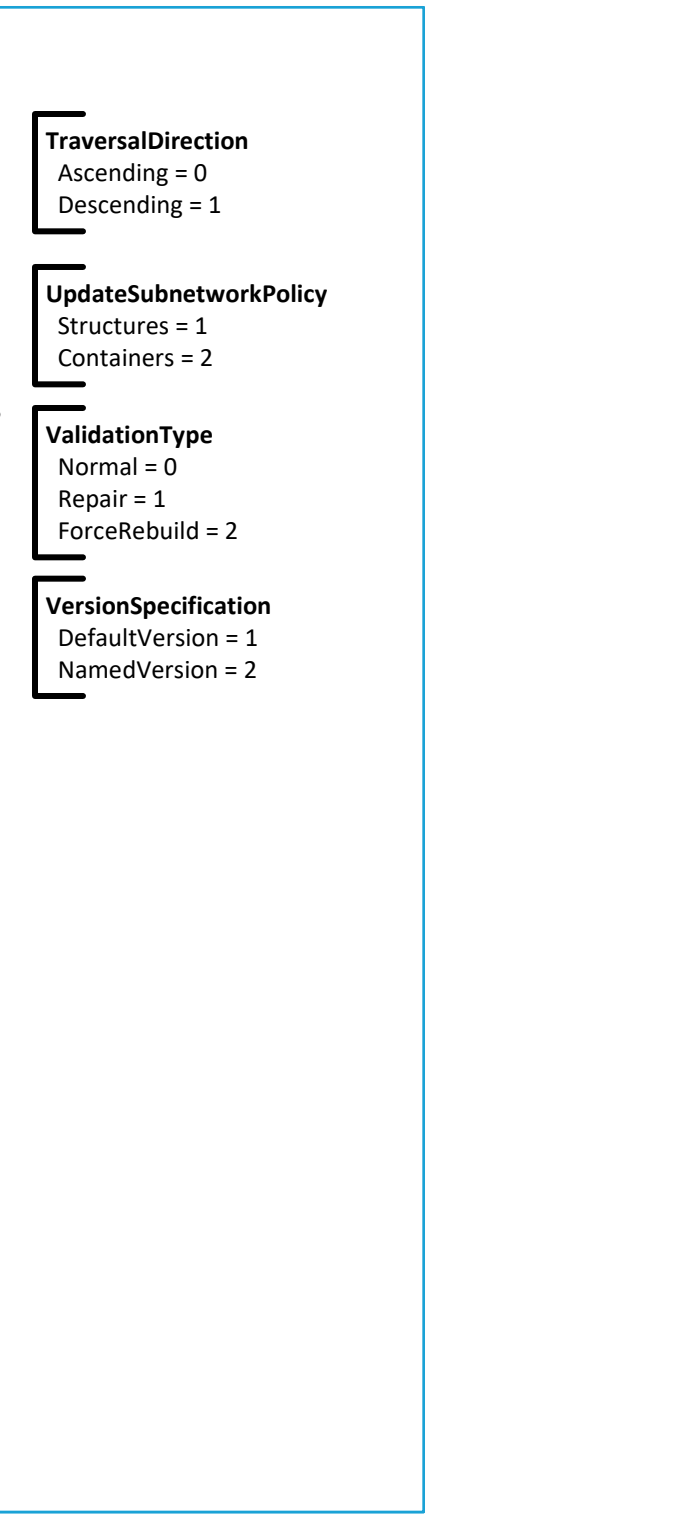 TraversalDirection
Ascending = 0
Descending = 1
UpdateSubnetworkPolicy
Structures = 1
Containers = 2
ValidationType
Normal = 0
Repair = 1
ForceRebuild = 2
VersionSpecification
DefaultVersion = 1
NamedVersion = 2